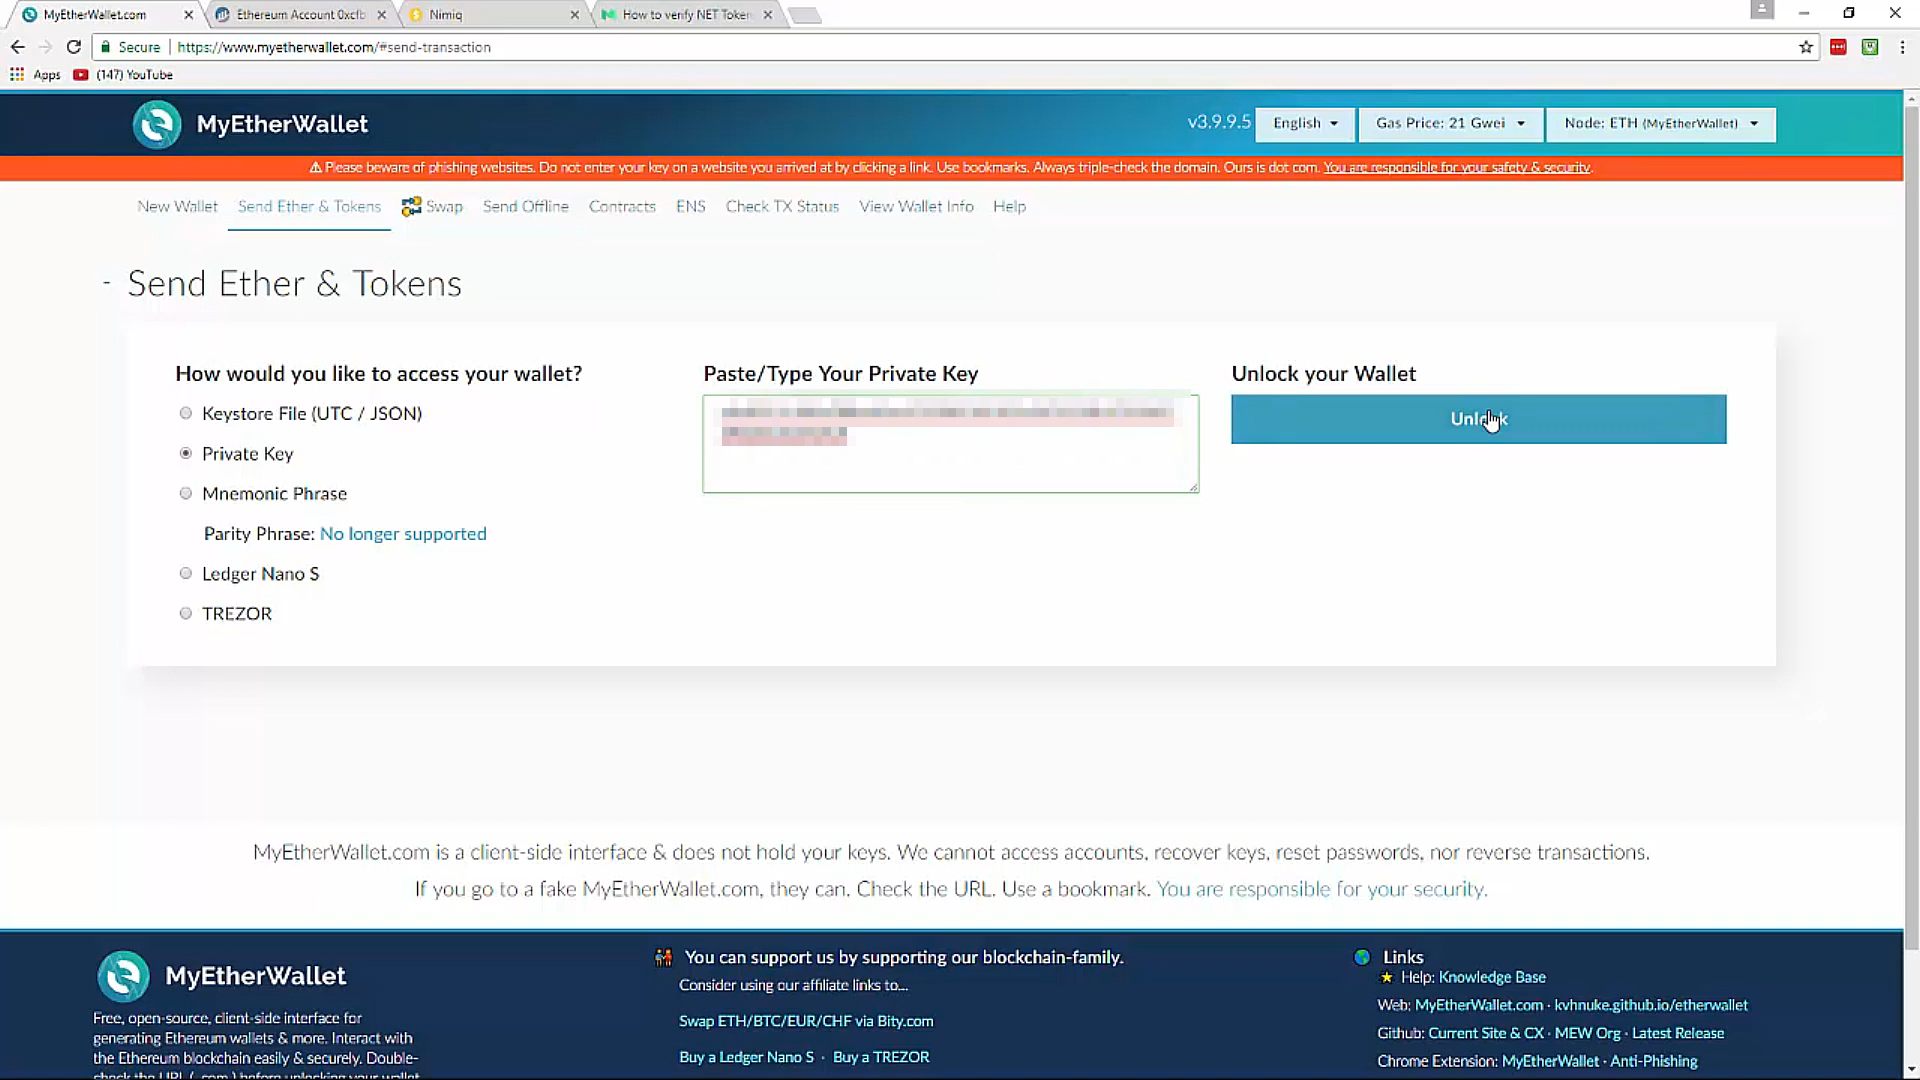 MyEtherWallet.com
Ethereum Account 0xcfb
Nimiq
How to verify NET Token
Secure | https://www.myetherwallet.com/#send-transaction
Apps
(147) YouTube
MyEtherWallet
v3.9.9.5
English
Gas Price: 21 Gwei
Node: ETH (MyEtherWallet)
⚠ Please beware of phishing websites. Do not enter your key on a website you arrived at by clicking a link. Use bookmarks. Always triple-check the domain. Ours is dot com. You are responsible for your safety & security.
New Wallet
Send Ether & Tokens
Swap
Send Offline
Contracts
ENS
Check TX Status
View Wallet Info
Help
- Send Ether & Tokens
How would you like to access your wallet?
Keystore File (UTC / JSON)
Private Key
Mnemonic Phrase
Parity Phrase: No longer supported
Ledger Nano S
TREZOR
Paste/Type Your Private Key
Unlock your Wallet
Unlock
MyEtherWallet.com is a client-side interface & does not hold your keys. We cannot access accounts, recover keys, reset passwords, nor reverse transactions.
If you go to a fake MyEtherWallet.com, they can. Check the URL. Use a bookmark. You are responsible for your security.
MyEtherWallet
Free, open-source, client-side interface for
generating Ethereum wallets & more. Interact with
the Ethereum blockchain easily & securely. Double-
check the URL ( .com ) before unlocking your wallet
You can support us by supporting our blockchain-family.
Consider using our affiliate links to...
Swap ETH/BTC/EUR/CHF via Bity.com
Buy a Ledger Nano S · Buy a TREZOR
Links
Help: Knowledge Base
Web: MyEtherWallet.com · kvhnuke.github.io/etherwallet
Github: Current Site & CX · MEW Org · Latest Release
Chrome Extension: MyEtherWallet · Anti-Phishing